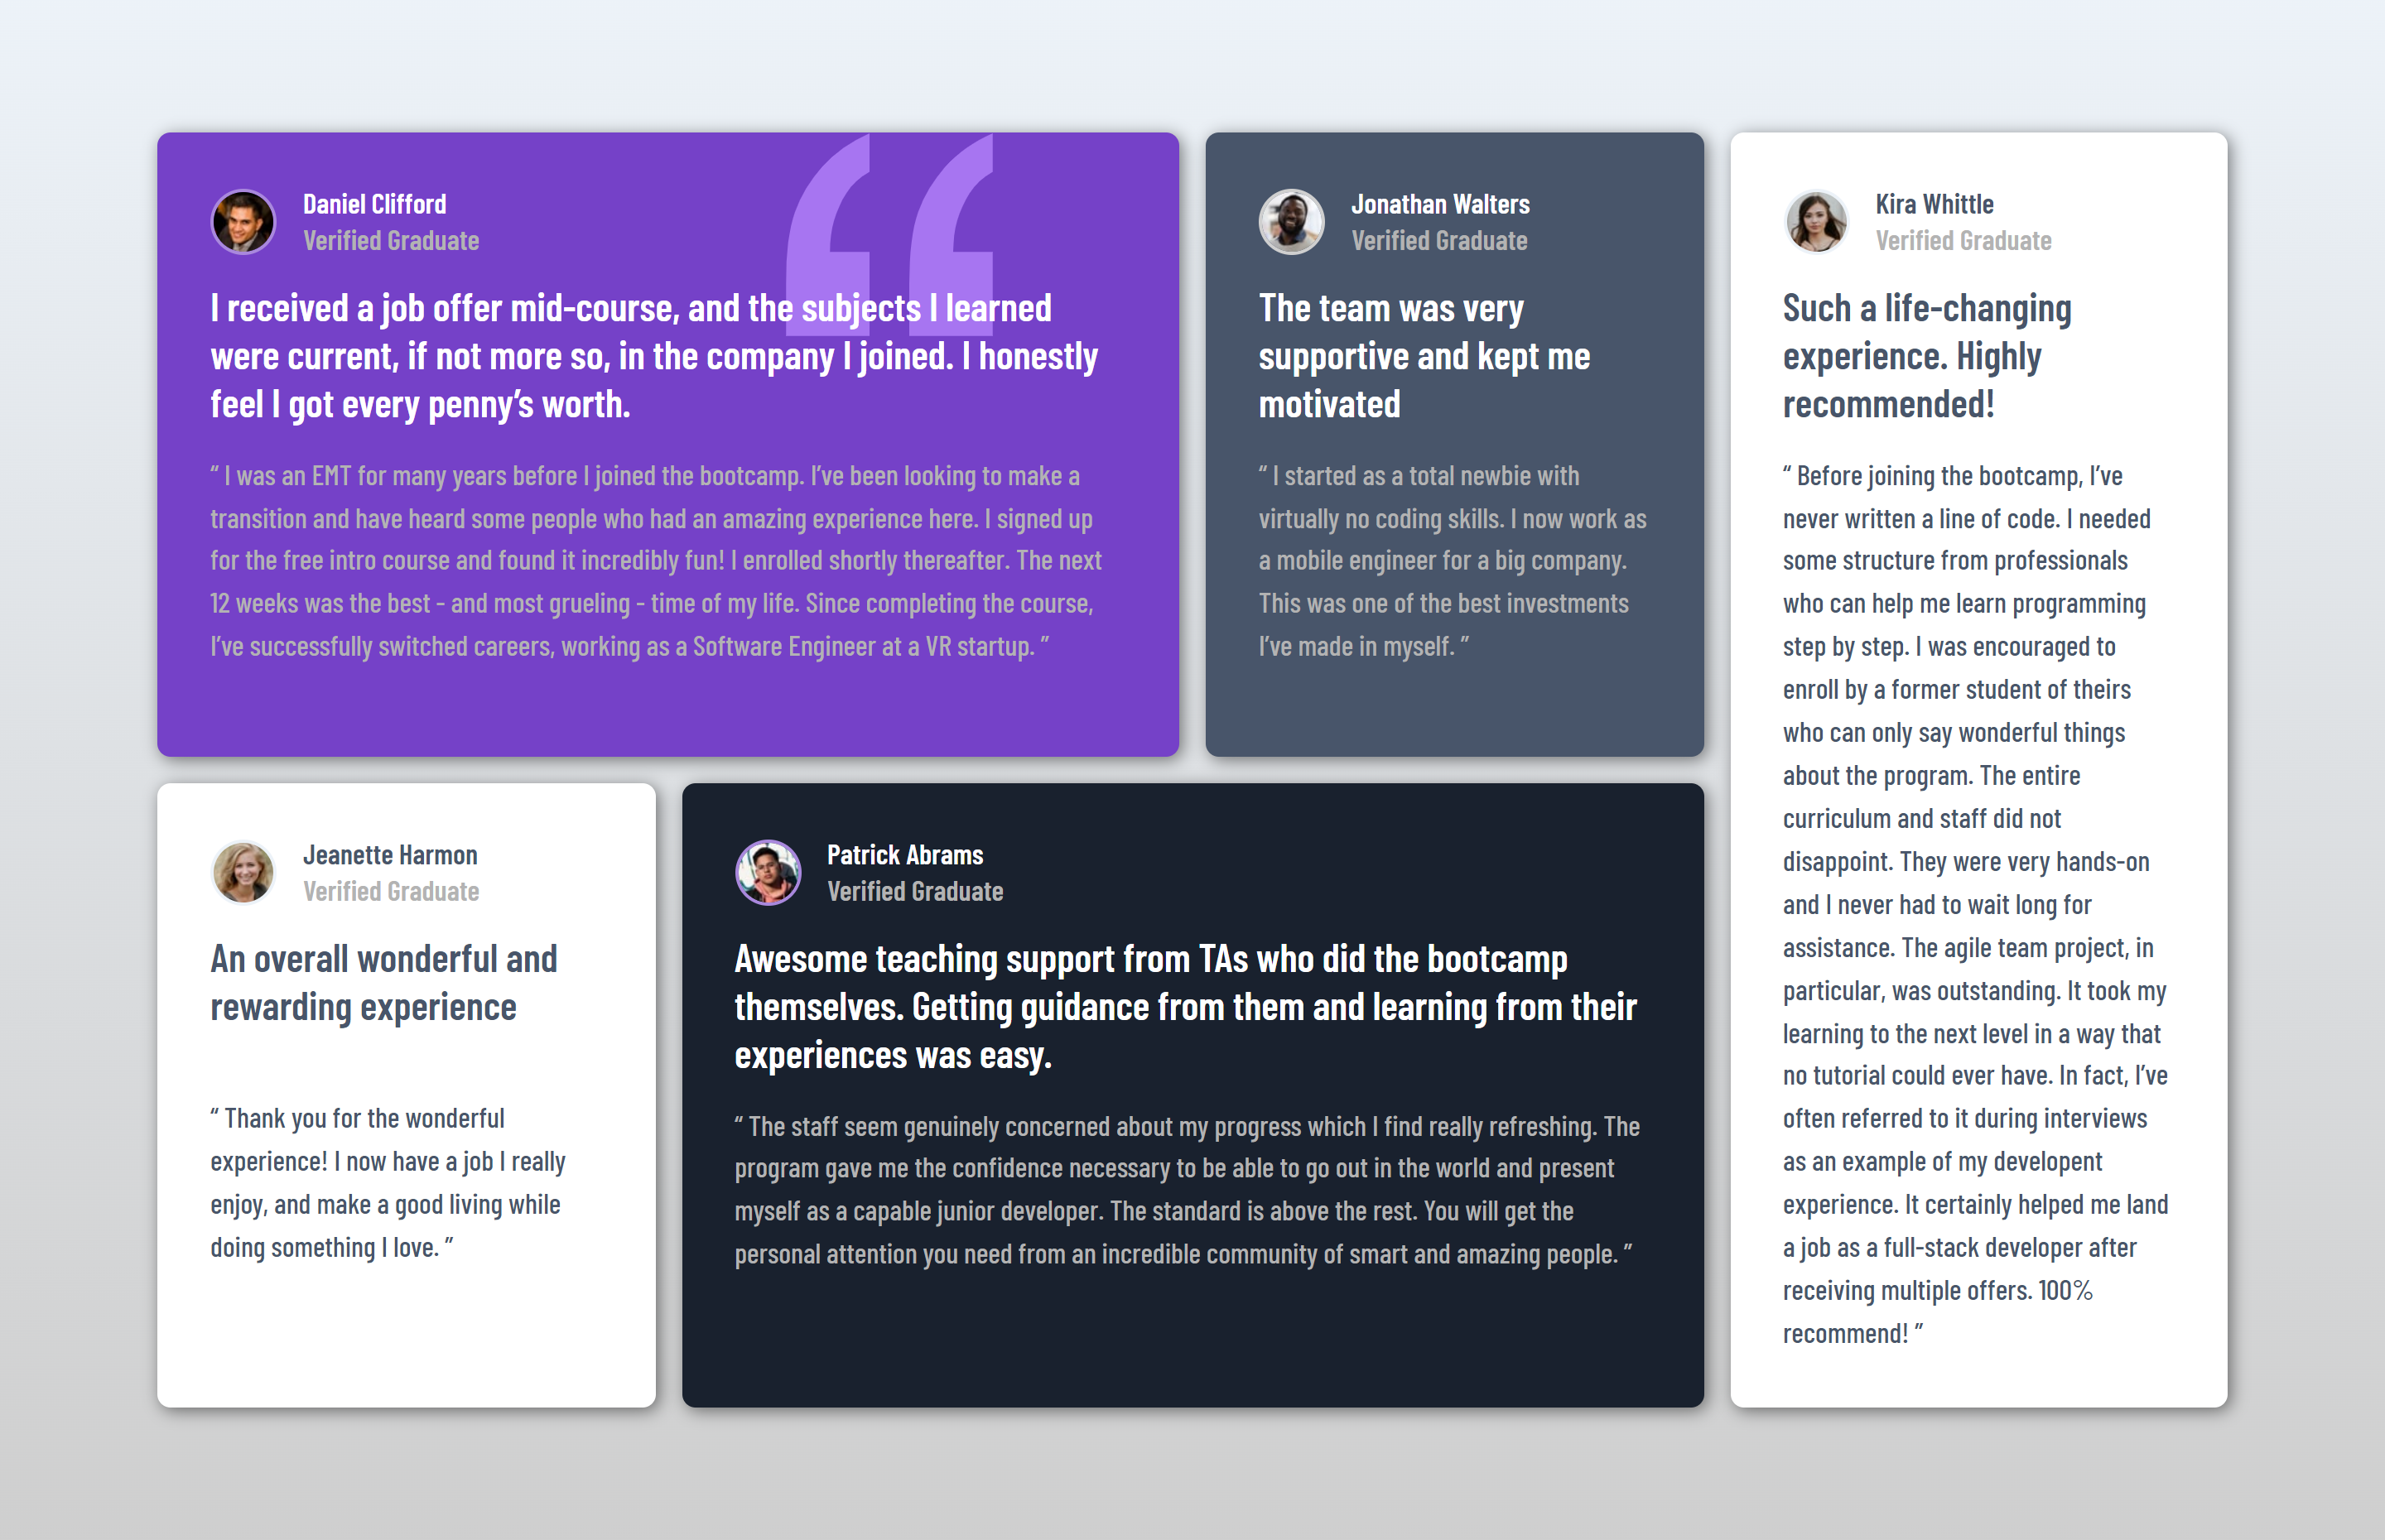 Daniel Clifford
Verified Graduate
I received a job offer mid-course, and the subjects I learned
were current, if not more so, in the company I joined. I honestly
feel I got every penny’s worth.
“ I was an EMT for many years before I joined the bootcamp. I’ve been looking to make a
transition and have heard some people who had an amazing experience here. I signed up
for the free intro course and found it incredibly fun! I enrolled shortly thereafter. The next
12 weeks was the best - and most grueling - time of my life. Since completing the course,
I’ve successfully switched careers, working as a Software Engineer at a VR startup. ”
Jonathan Walters
Verified Graduate
The team was very
supportive and kept me
motivated
“ I started as a total newbie with
virtually no coding skills. I now work as
a mobile engineer for a big company.
This was one of the best investments
I’ve made in myself. ”
Kira Whittle
Verified Graduate
Such a life-changing
experience. Highly
recommended!
“ Before joining the bootcamp, I’ve
never written a line of code. I needed
some structure from professionals
who can help me learn programming
step by step. I was encouraged to
enroll by a former student of theirs
who can only say wonderful things
about the program. The entire
curriculum and staff did not
disappoint. They were very hands-on
and I never had to wait long for
assistance. The agile team project, in
particular, was outstanding. It took my
learning to the next level in a way that
no tutorial could ever have. In fact, I’ve
often referred to it during interviews
as an example of my developent
experience. It certainly helped me land
a job as a full-stack developer after
receiving multiple offers. 100%
recommend! ”
Jeanette Harmon
Verified Graduate
An overall wonderful and
rewarding experience
“ Thank you for the wonderful
experience! I now have a job I really
enjoy, and make a good living while
doing something I love. ”
Patrick Abrams
Verified Graduate
Awesome teaching support from TAs who did the bootcamp
themselves. Getting guidance from them and learning from their
experiences was easy.
“ The staff seem genuinely concerned about my progress which I find really refreshing. The
program gave me the confidence necessary to be able to go out in the world and present
myself as a capable junior developer. The standard is above the rest. You will get the
personal attention you need from an incredible community of smart and amazing people. ”